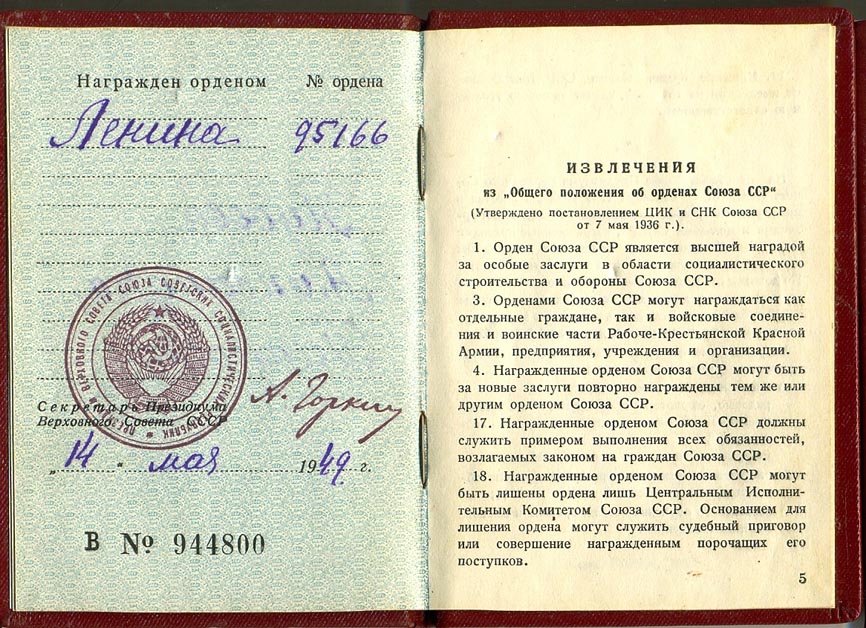 Награжден орденом
№ ордена
Ленина
95166
ПРЕЗИДИУМ ВЕРХОВНОГО СОВЕТА СОЮЗА СОВЕТСКИХ СОЦИАЛИСТИЧЕСКИХ РЕСПУБЛИК
Секретарь Президиума
Верховного Совета СССР
А. Горкин
„14“ мая 1949 г.
В № 944800
ИЗВЛЕЧЕНИЯ
из „Общего положения об орденах Союза ССР“
(Утверждено постановлением ЦИК и СНК Союза ССР
от 7 мая 1936 г.).
1. Орден Союза ССР является высшей наградой
за особые заслуги в области социалистического
строительства и обороны Союза ССР.
3. Орденами Союза ССР могут награждаться как
отдельные граждане, так и войсковые соедине-
ния и воинские части Рабоче-Крестьянской Красной
Армии, предприятия, учреждения и организации.
4. Награжденные орденом Союза ССР могут быть
за новые заслуги повторно награждены тем же или
другим орденом Союза ССР.
17. Награжденные орденом Союза ССР должны
служить примером выполнения всех обязанностей,
возлагаемых законом на граждан Союза ССР.
18. Награжденные орденом Союза ССР могут
быть лишены ордена лишь Центральным Исполни-
тельным Комитетом Союза ССР. Основанием для
лишения ордена могут служить судебный приговор
или совершение награжденным порочащих его
поступков.
5